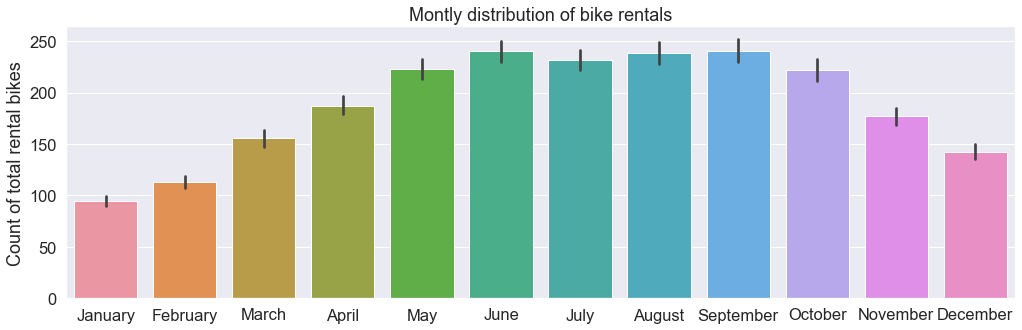 Montly distribution of bike rentals
Count of total rental bikes
250
200
150
100
50
0
January February March April May June July August September October November December